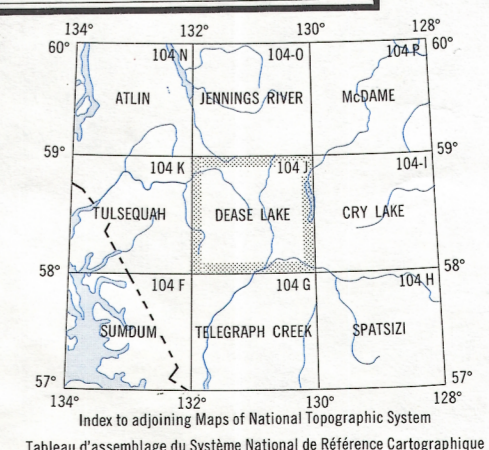 134° 132° 130° 128°
60° 104 N 104-O 104 P 60°
ATLIN JENNINGS RIVER McDAME
59° 104 K 104 J 104-I 59°
TULSEQUAH DEASE LAKE CRY LAKE
58° 104 F 104 G 104 H 58°
SUMDUM TELEGRAPH CREEK SPATSIZI
57° 57°
134° 132° 130° 128°
Index to adjoining Maps of National Topographic System
Tableau d'assemblage du Système National de Référence Cartographique